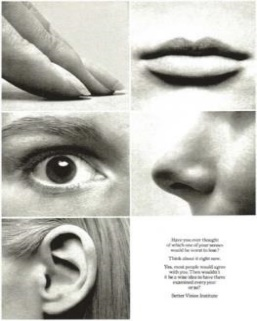 Have you ever thought
of which one of your senses
would be worst to lose?
Think about it right now.
Yes, most people would agree
with you. Then wouldn't
it be a wise idea to have them
examined every year
or so?
Better Vision Institute